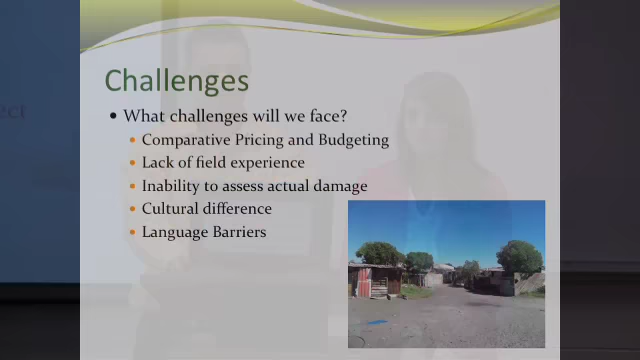 Challenges
• What challenges will we face?
• Comparative Pricing and Budgeting
• Lack of field experience
• Inability to assess actual damage
• Cultural difference
• Language Barriers